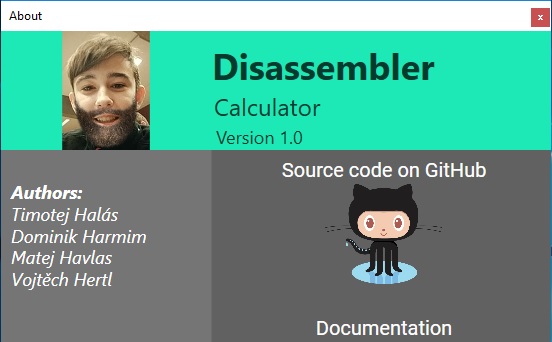 About
x
Disassembler
Calculator
Version 1.0
Authors:
Timotej Halás
Dominik Harmim
Matej Havlas
Vojtěch Hertl
Source code on GitHub
Documentation